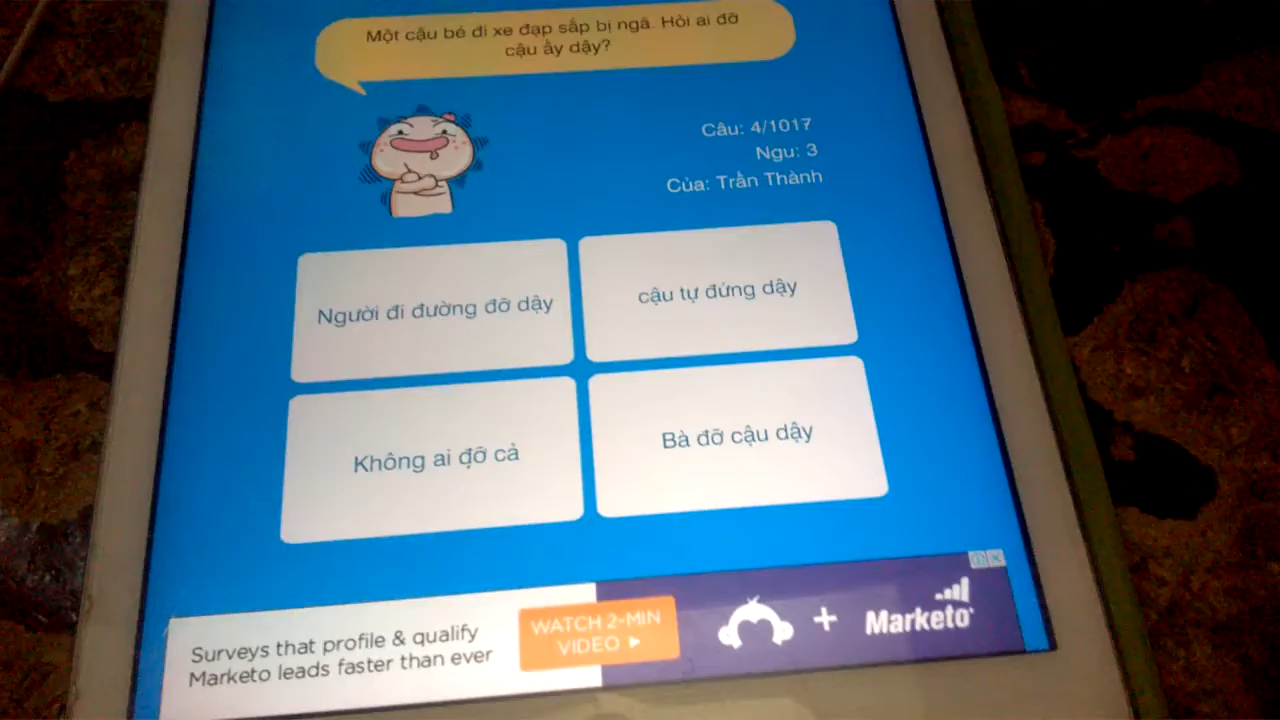 Một cậu bé đi xe đạp sắp bị ngã. Hỏi ai đỡ
cậu ấy dậy?
Câu: 4/1017
Ngu: 3
Của: Trấn Thành
Người đi đường đỡ dậy
cậu tự đứng dậy
Không ai đỡ cả
Bà đỡ cậu dậy
Surveys that profile & qualify
Marketo leads faster than ever
WATCH 2-MIN
VIDEO ▶
+
Marketo